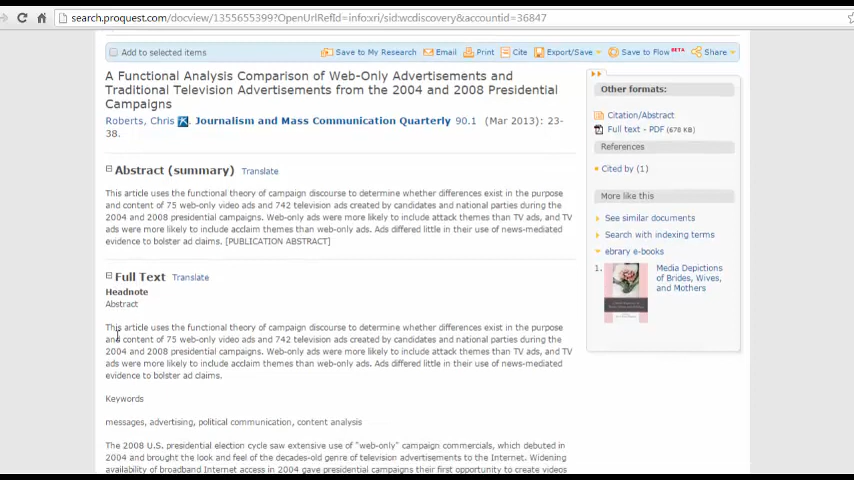 search.proquest.com/docview/1355655399?OpenUrlRefId=infoxri/sid:wcdiscovery&accountid=36847
Add to selected items
Save to My Research
Email
Print
Cite
Export/Save
Save to Flow BETA
Share
A Functional Analysis Comparison of Web-Only Advertisements and
Traditional Television Advertisements from the 2004 and 2008 Presidential
Campaigns
Roberts, Chris. Journalism and Mass Communication Quarterly 90.1 (Mar 2013): 23-
38.
Abstract (summary) Translate
This article uses the functional theory of campaign discourse to determine whether differences exist in the purpose
and content of 75 web-only video ads and 742 television ads created by candidates and national parties during the
2004 and 2008 presidential campaigns. Web-only ads were more likely to include attack themes than TV ads, and TV
ads were more likely to include acclaim themes than web-only ads. Ads differed little in their use of news-mediated
evidence to bolster ad claims. [PUBLICATION ABSTRACT]
Full Text Translate
Headnote
Abstract
This article uses the functional theory of campaign discourse to determine whether differences exist in the purpose
and content of 75 web-only video ads and 742 television ads created by candidates and national parties during the
2004 and 2008 presidential campaigns. Web-only ads were more likely to include attack themes than TV ads, and TV
ads were more likely to include acclaim themes than web-only ads. Ads differed little in their use of news-mediated
evidence to bolster ad claims.
Keywords
messages, advertising, political communication, content analysis
The 2008 U.S. presidential election cycle saw extensive use of "web-only" campaign commercials, which debuted in
2004 and brought the look and feel of the decades-old genre of television advertisements to the Internet. Widening
availability of broadband Internet access in 2004 gave presidential campaigns their first opportunity to create videos
Other formats:
Citation/Abstract
Full text - PDF (678 KB)
References
Cited by (1)
More like this
See similar documents
Search with indexing terms
ebrary e-books
1. Media Depictions
of Brides, Wives,
and Mothers